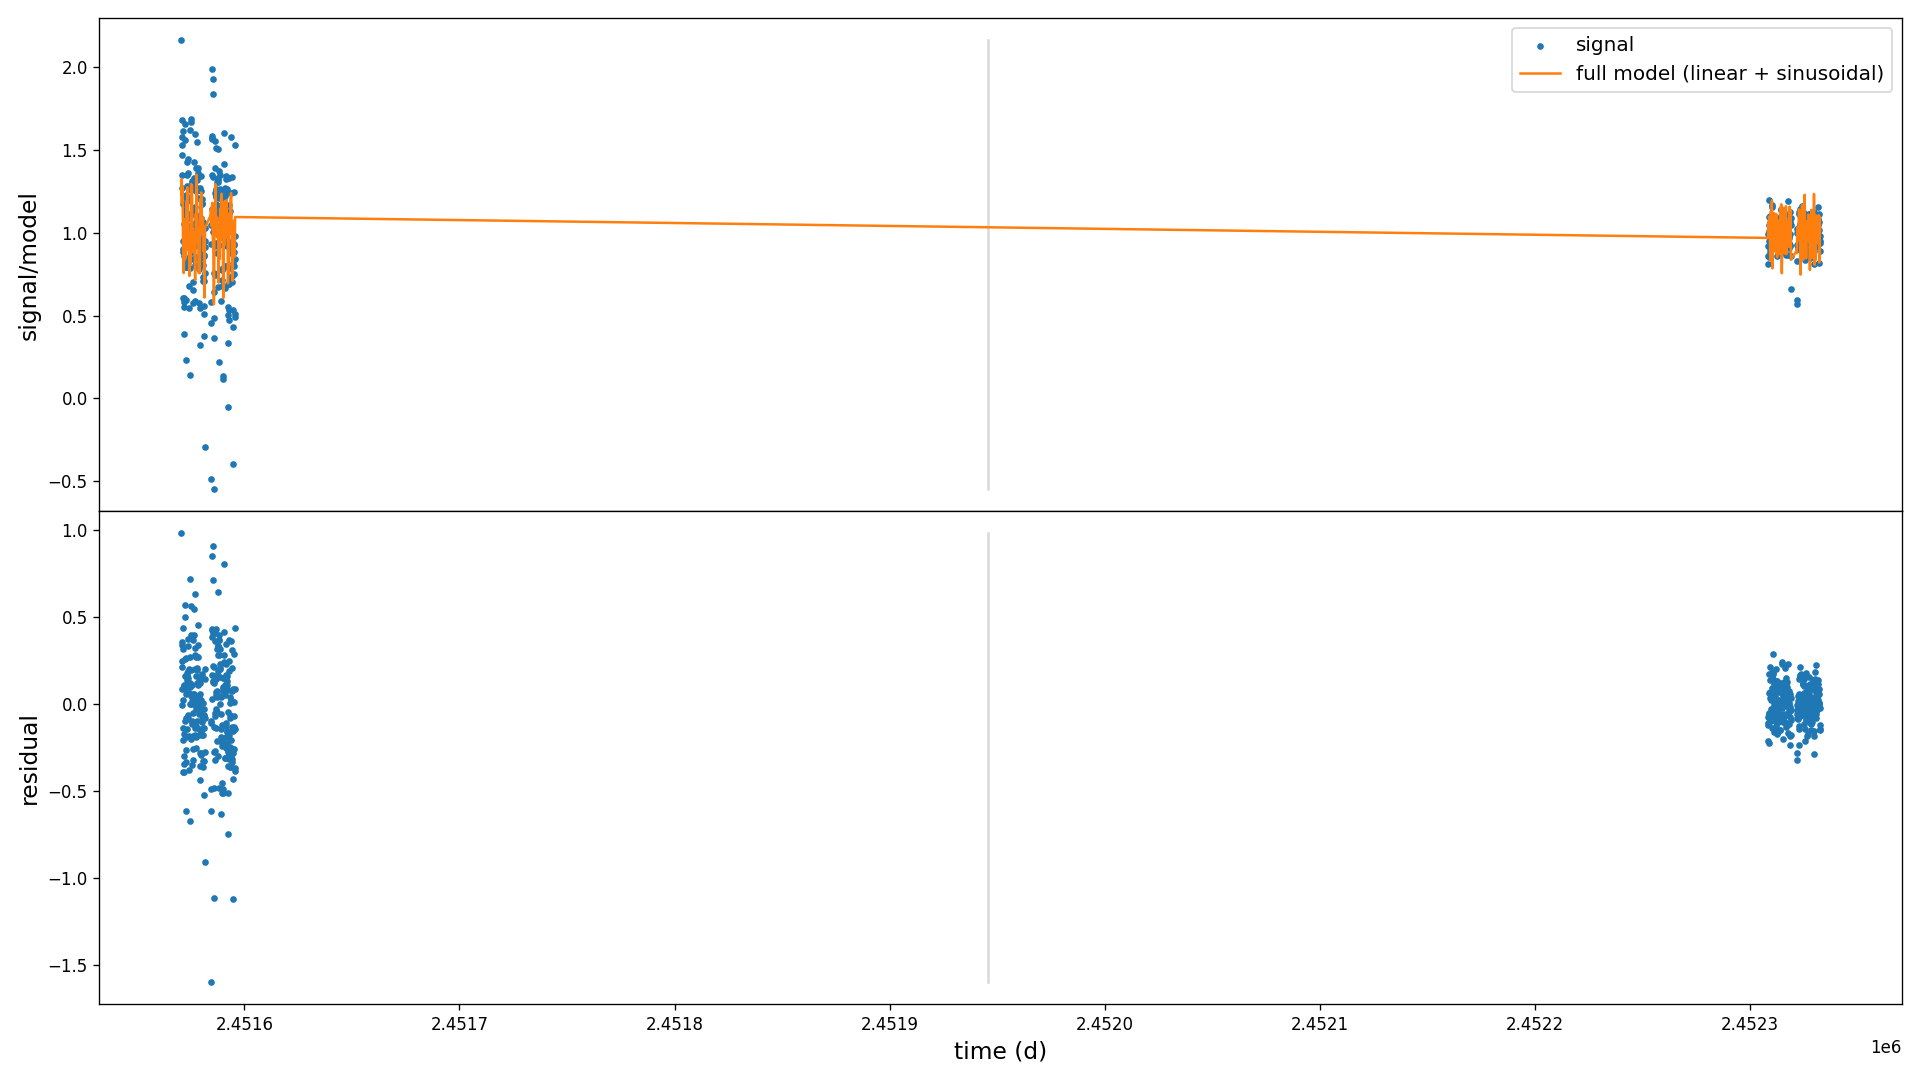 signal
full model (linear + sinusoidal)
signal/model
2.0
1.5
1.0
0.5
0.0
−0.5
residual
1.0
0.5
0.0
−0.5
−1.0
−1.5
2.4516 2.4517 2.4518 2.4519 2.4520 2.4521 2.4522 2.4523
1e6
time (d)